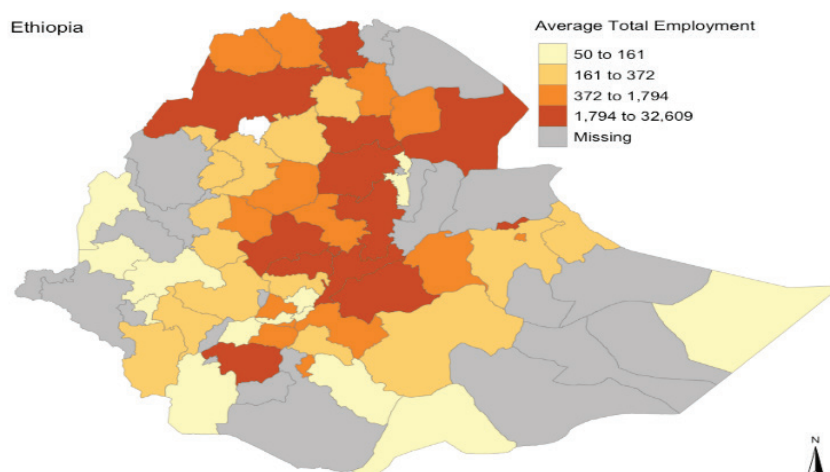 Ethiopia
Average Total Employment
50 to 161
161 to 372
372 to 1,794
1,794 to 32,609
Missing
N